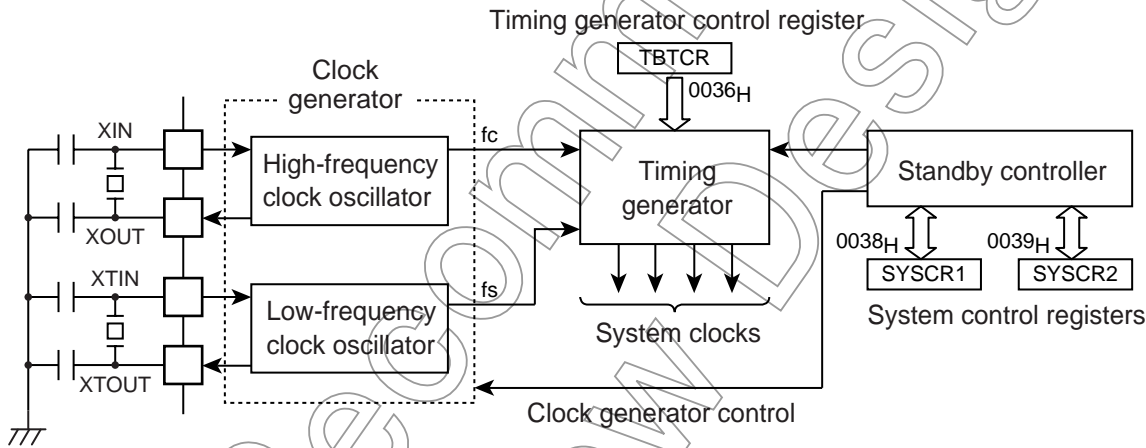 Timing generator control register
TBTCR
0036H
Clock
generator
XIN
XOUT
XTIN
XTOUT
High-frequency
clock oscillator
fc
Low-frequency
clock oscillator
fs
Timing
generator
System clocks
Standby controller
0038H
0039H
SYSCR1
SYSCR2
System control registers
Clock generator control